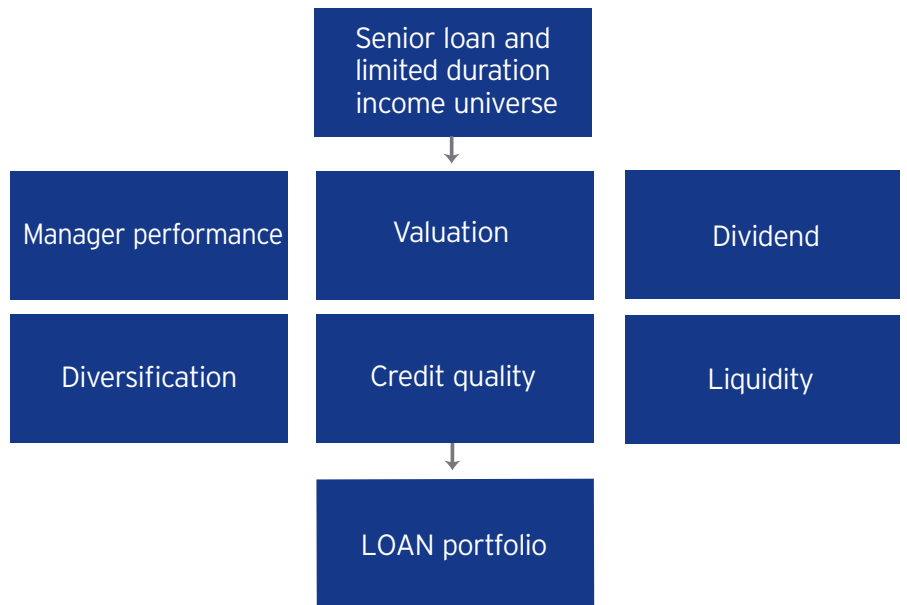 Senior loan and
limited duration
income universe
Manager performance
Valuation
Dividend
Diversification
Credit quality
Liquidity
LOAN portfolio